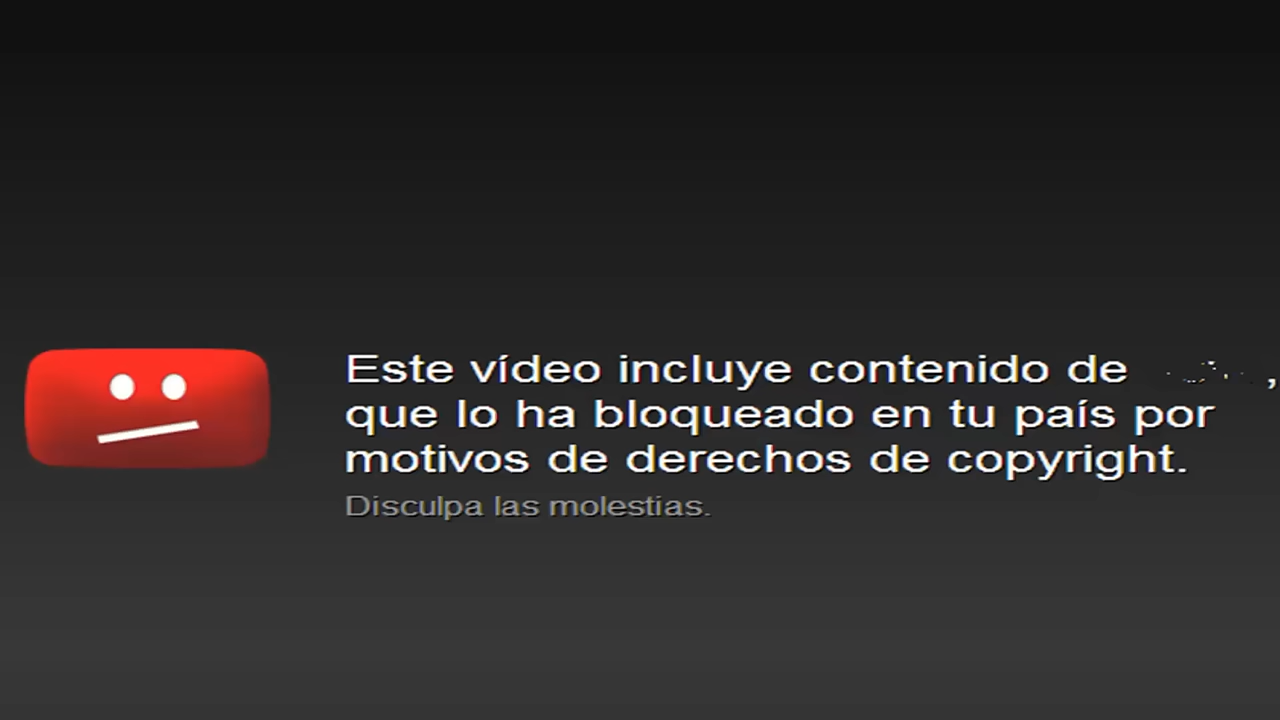 Este vídeo incluye contenido de ,
que lo ha bloqueado en tu país por
motivos de derechos de copyright.
Disculpa las molestias.